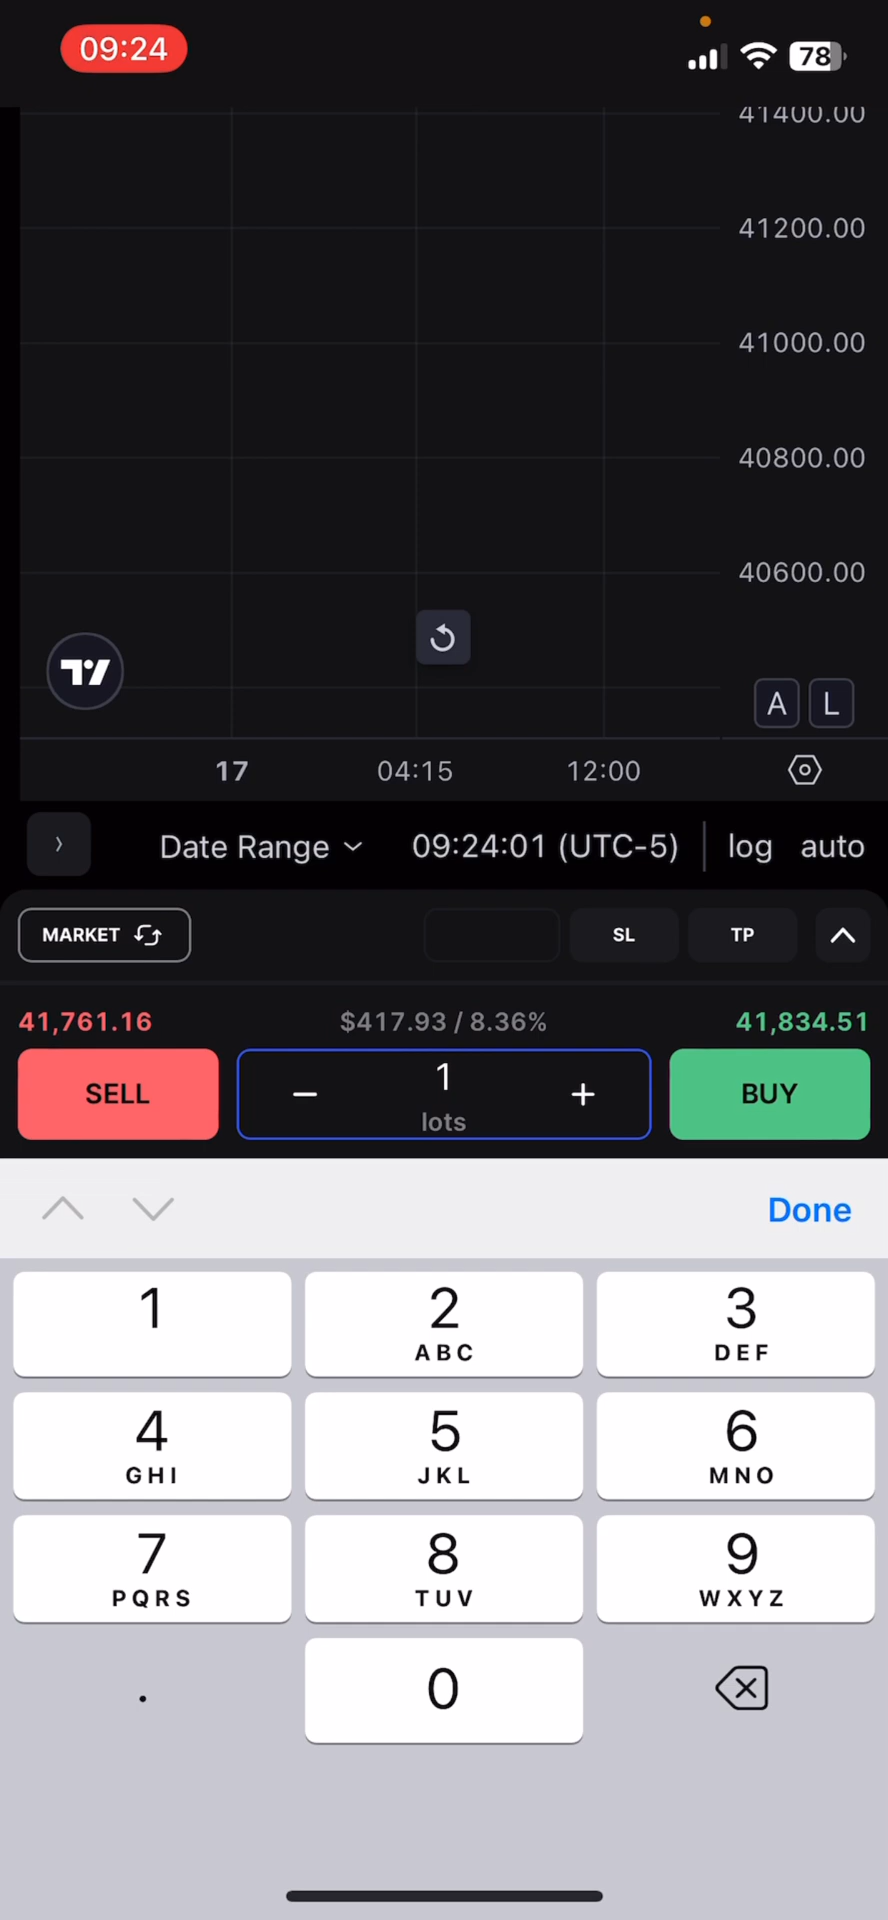 09:24
78
41400.00
41200.00
41000.00
40800.00
40600.00
A L
17 04:15 12:00
Date Range 09:24:01 (UTC-5) log auto
MARKET SL TP
41,761.16 $417.93 / 8.36% 41,834.51
SELL − 1 + BUY
lots
Done
1 2 3
ABC DEF
4 5 6
GHI JKL MNO
7 8 9
PQRS TUV WXYZ
. 0